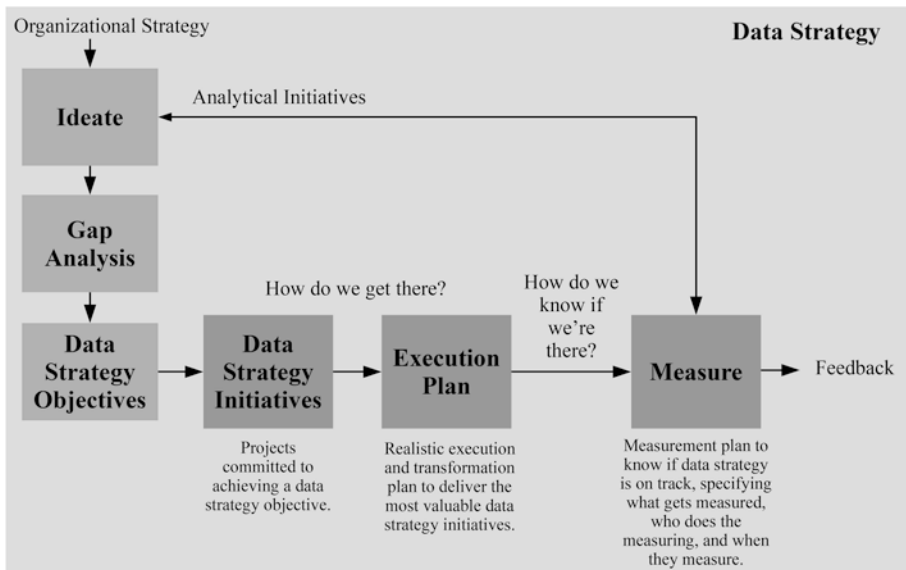 Organizational Strategy
Data Strategy
Ideate
Analytical Initiatives
Gap
Analysis
How do we get there?
How do we
know if
we're
there?
Data
Strategy
Objectives
Data
Strategy
Initiatives
Execution
Plan
Measure
Feedback
Projects
committed to
achieving a data
strategy objective.
Realistic execution
and transformation
plan to deliver the
most valuable data
strategy initiatives.
Measurement plan to
know if data strategy
is on track, specifying
what gets measured,
who does the
measuring, and when
they measure.